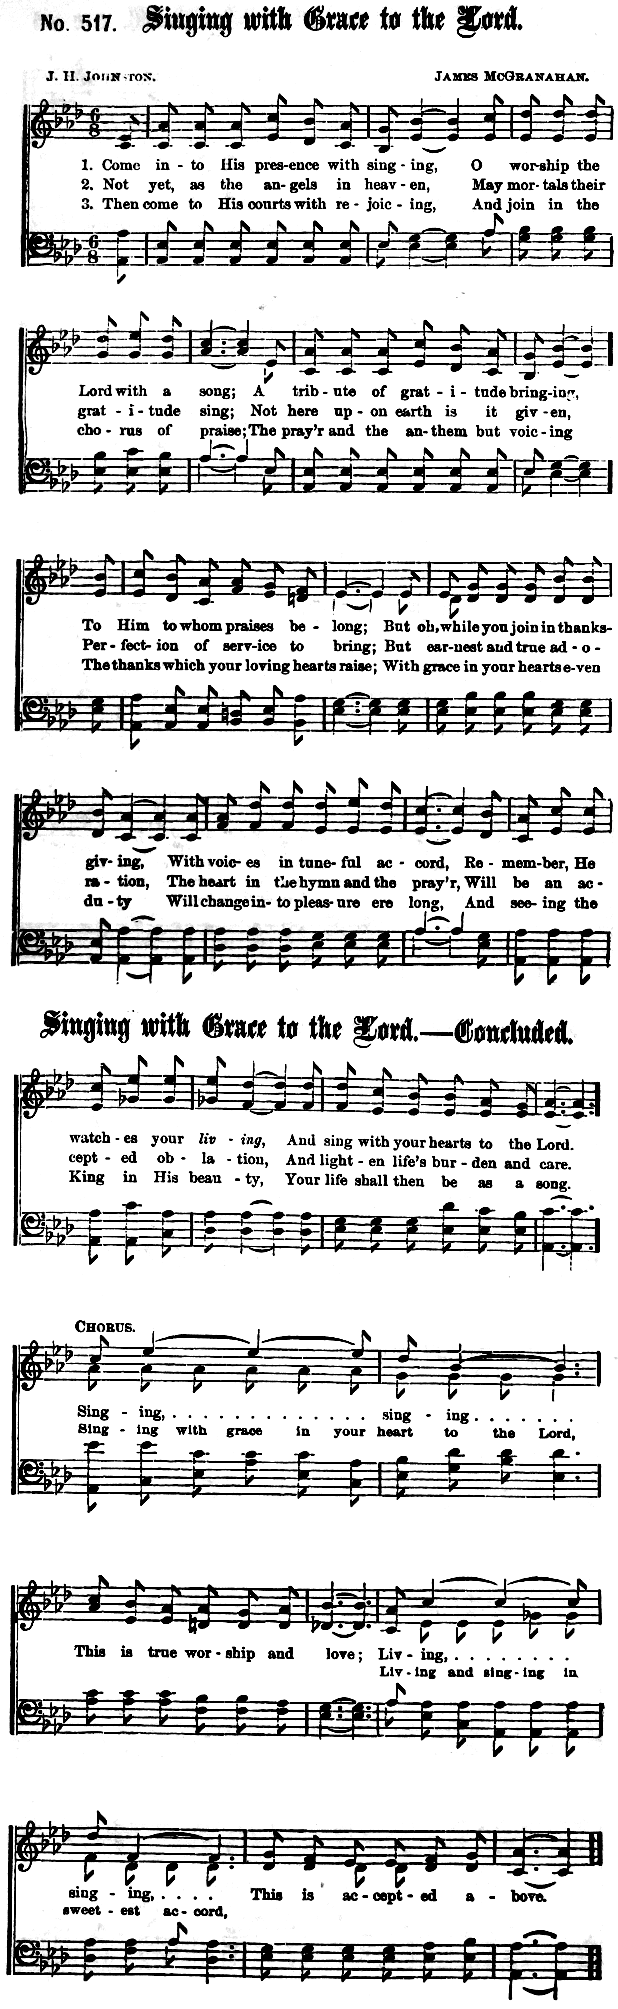 No. 517. Singing with Grace to the Lord.
J. H. Johnston. James McGranahan.
1. Come in - to His pres-ence with sing - ing, O wor-ship the
2. Not yet, as the an-gels in heav - en, May mor-tals their
3. Then come to His courts with re - joic - ing, And join in the
Lord with a song; A trib - ute of grat - i - tude bring-ing,
grat - i - tude sing; Not here up - on earth is it giv - en,
cho - rus of praise; The pray'r and the an-them but voic - ing
To Him to whom praises be - long; But oh, while you join in thanks-
Per - fect - ion of serv - ice to bring; But ear-nest and true ad - o -
The thanks which your loving hearts raise; With grace in your hearts e-ven
giv - ing, With voic - es in tune - ful ac - cord, Re - mem-ber, He
ra - tion, The heart in the hymn and the pray'r, Will be an ac -
du - ty Will change in - to pleas - ure ere long, And see- ing the
Singing with Grace to the Lord.—Concluded.
watch - es your liv - ing, And sing with your hearts to the Lord.
cept - ed ob - la - tion, And light - en life's bur - den and care.
King in His beau - ty, Your life shall then be as a song.
Chorus.
Sing - ing, . . . . . . . . . . . . . sing - ing . . . . . . .
Sing - ing with grace in your heart to the Lord,
This is true wor - ship and love; Liv - ing, . . . . . . . .
Liv - ing and sing - ing in
sing - ing, . . . . This is ac - cept - ed a - bove.
sweet - est ac - cord,